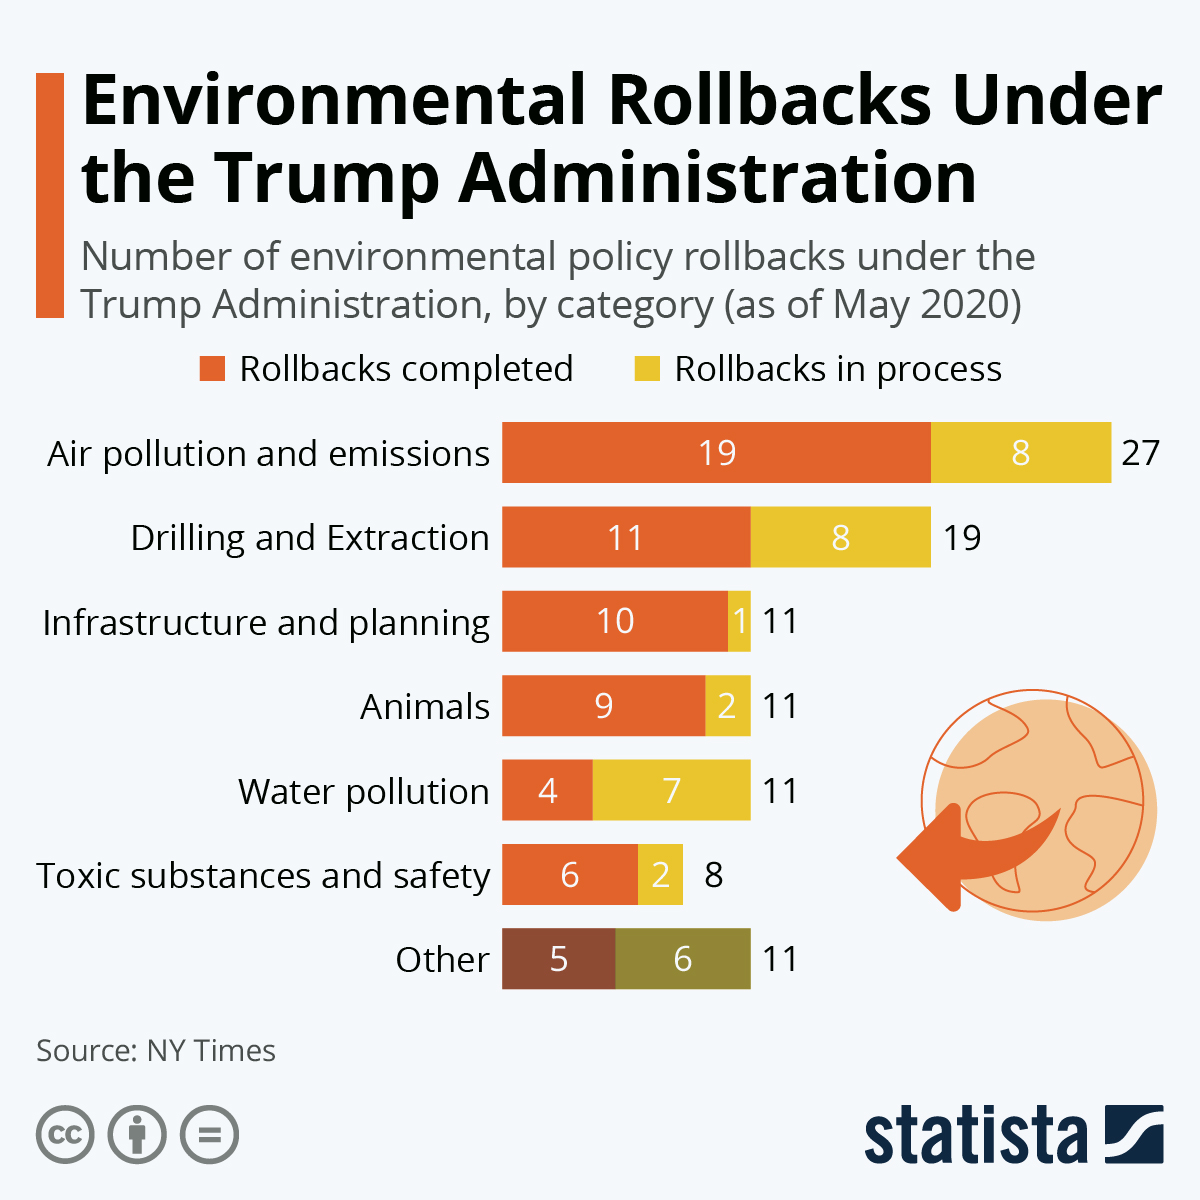 Environmental Rollbacks Under
the Trump Administration
Number of environmental policy rollbacks under the
Trump Administration, by category (as of May 2020)
Rollbacks completed Rollbacks in process
Air pollution and emissions 19 8 27
Drilling and Extraction 11 8 19
Infrastructure and planning 10 1 11
Animals 9 2 11
Water pollution 4 7 11
Toxic substances and safety 6 2 8
Other 5 6 11
Source: NY Times
cc =
statista